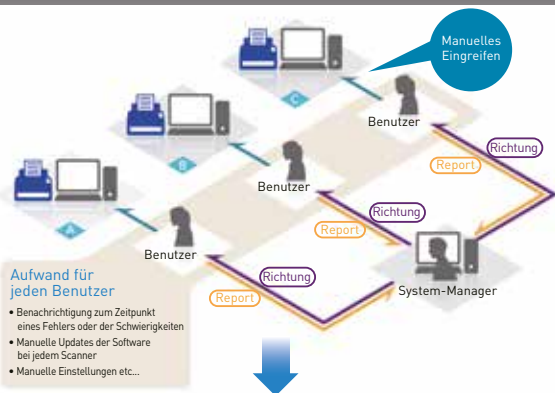 Manuelles
Eingreifen
C
Benutzer
B
Richtung
Report
Benutzer
A
Richtung
Report
Benutzer
System-Manager
Richtung
Report
Aufwand für
jeden Benutzer
• Benachrichtigung zum Zeitpunkt
eines Fehlers oder der Schwierigkeiten
• Manuelle Updates der Software
bei jedem Scanner
• Manuelle Einstellungen etc...